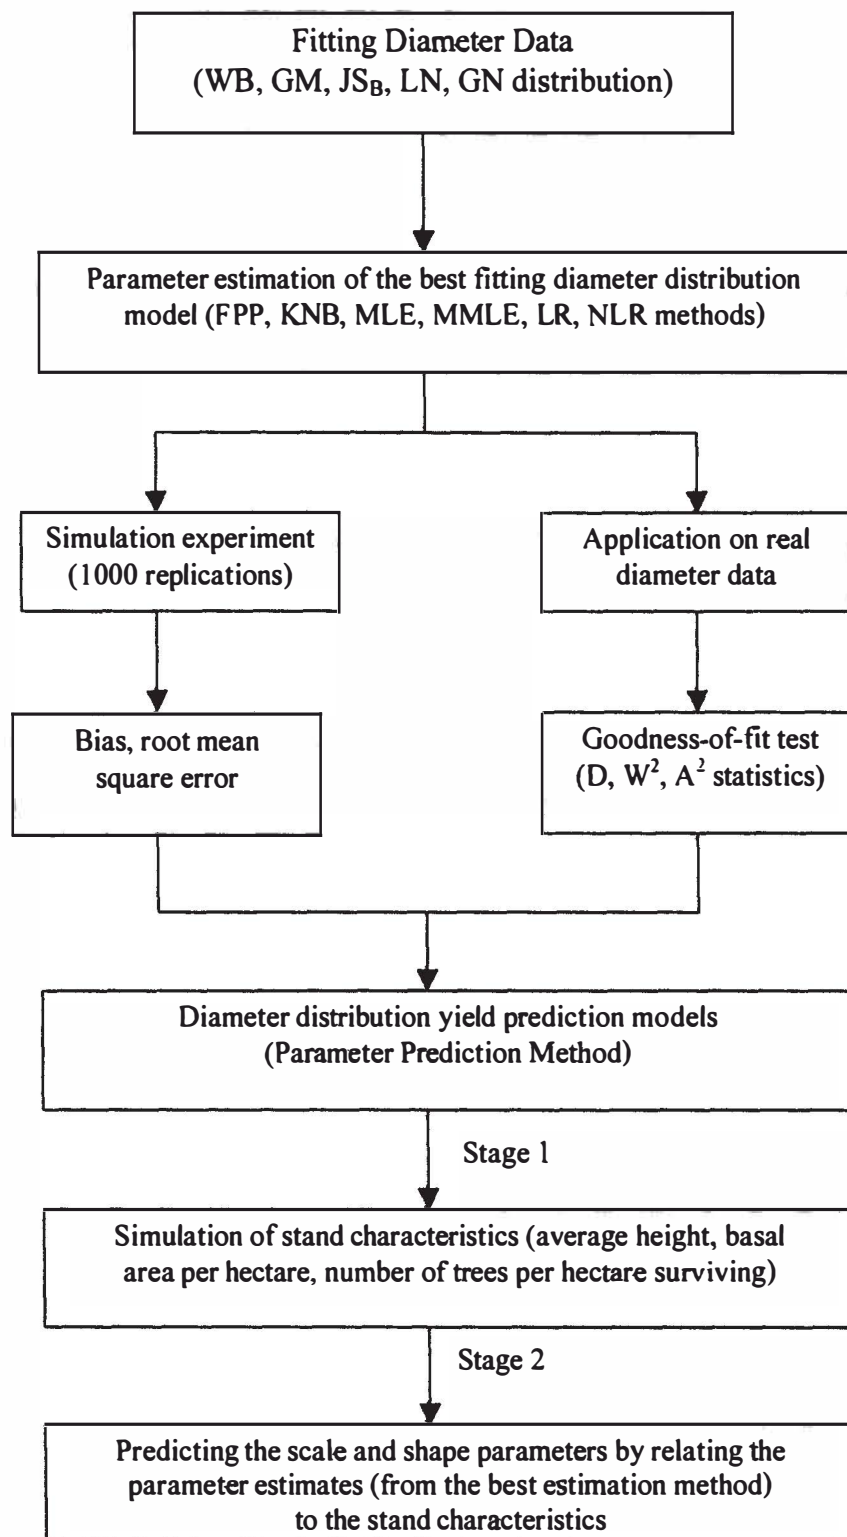 Fitting Diameter Data
(WB, GM, JS_B, LN, GN distribution)
Parameter estimation of the best fitting diameter distribution
model (FPP, KNB, MLE, MMLE, LR, NLR methods)
Simulation experiment
(1000 replications)
Application on real
diameter data
Bias, root mean
square error
Goodness-of-fit test
(D, W², A² statistics)
Diameter distribution yield prediction models
(Parameter Prediction Method)
Stage 1
Simulation of stand characteristics (average height, basal
area per hectare, number of trees per hectare surviving)
Stage 2
Predicting the scale and shape parameters by relating the
parameter estimates (from the best estimation method)
to the stand characteristics